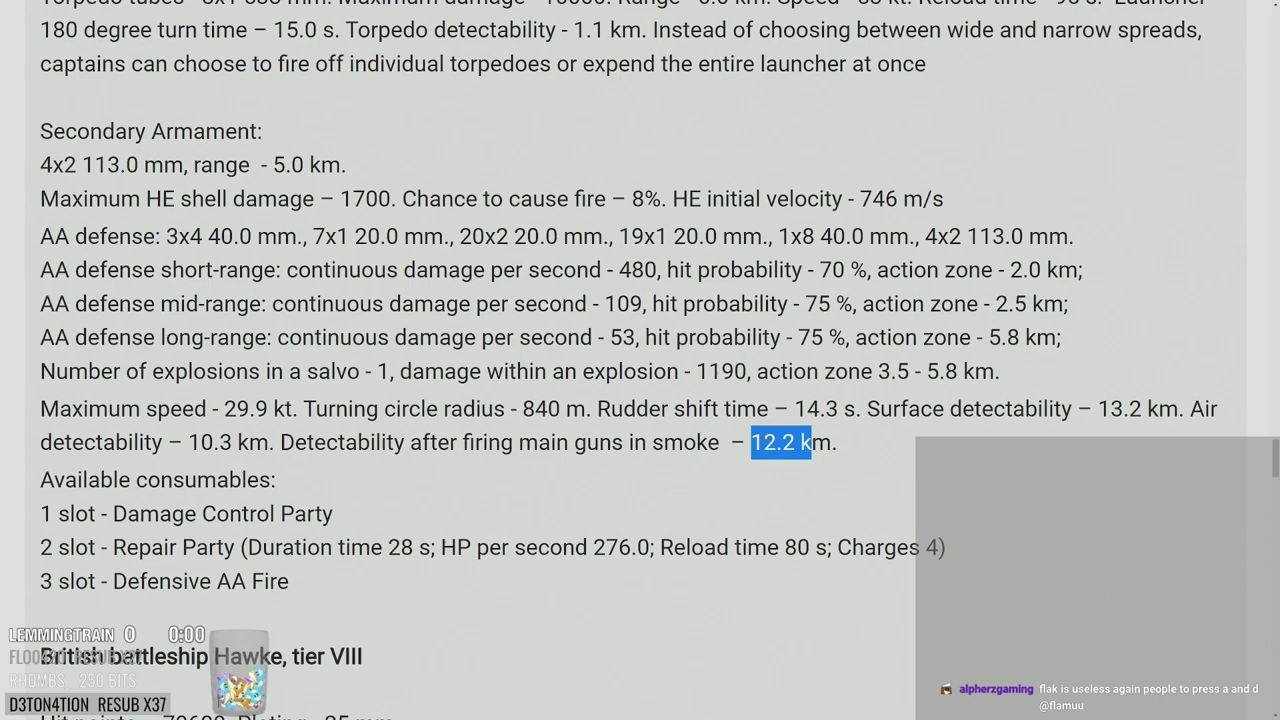 180 degree turn time – 15.0 s. Torpedo detectability - 1.1 km. Instead of choosing between wide and narrow spreads,
captains can choose to fire off individual torpedoes or expend the entire launcher at once
Secondary Armament:
4x2 113.0 mm, range  - 5.0 km.
Maximum HE shell damage – 1700. Chance to cause fire – 8%. HE initial velocity - 746 m/s
AA defense: 3x4 40.0 mm., 7x1 20.0 mm., 20x2 20.0 mm., 19x1 20.0 mm., 1x8 40.0 mm., 4x2 113.0 mm.
AA defense short-range: continuous damage per second - 480, hit probability - 70 %, action zone - 2.0 km;
AA defense mid-range: continuous damage per second - 109, hit probability - 75 %, action zone - 2.5 km;
AA defense long-range: continuous damage per second - 53, hit probability - 75 %, action zone - 5.8 km;
Number of explosions in a salvo - 1, damage within an explosion - 1190, action zone 3.5 - 5.8 km.
Maximum speed - 29.9 kt. Turning circle radius - 840 m. Rudder shift time – 14.3 s. Surface detectability – 13.2 km. Air
detectability – 10.3 km. Detectability after firing main guns in smoke  – 12.2 km.
Available consumables:
1 slot - Damage Control Party
2 slot - Repair Party (Duration time 28 s; HP per second 276.0; Reload time 80 s; Charges 4)
3 slot - Defensive AA Fire
LEMMINGTRAIN 0 0:00
British battleship Hawke, tier VIII
RHOMBS 250 BITS
D3TON4TION RESUB X37
alpherzgaming flak is useless again people to press a and d
@flamuu